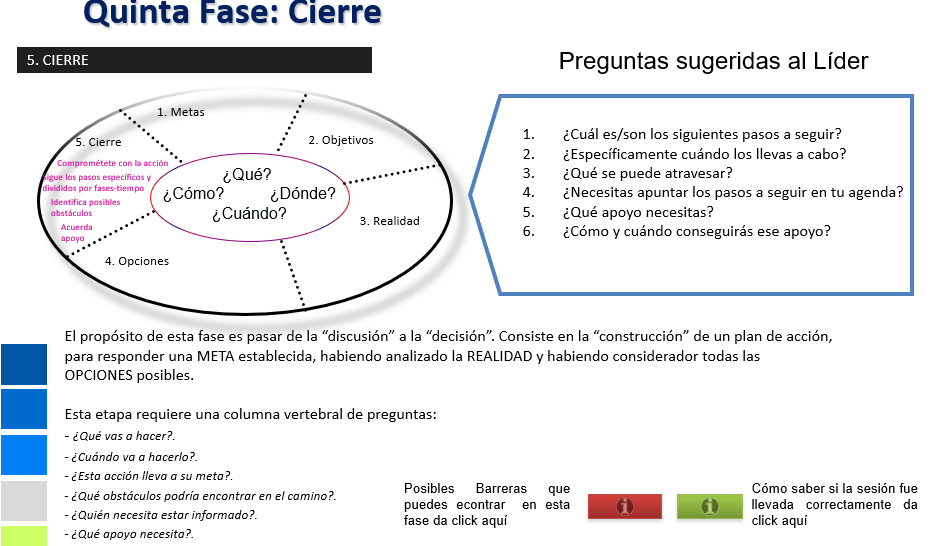 Quinta Fase: Cierre
5. CIERRE
Preguntas sugeridas al Líder
1. Metas
2. Objetivos
3. Realidad
4. Opciones
5. Cierre
Comprométete con la acción
Sigue los pasos específicos y
divididos por fases-tiempo
Identifica posibles
obstáculos
Acuerda
apoyo
¿Qué?
¿Cómo? ¿Dónde?
¿Cuándo?
1. ¿Cuál es/son los siguientes pasos a seguir?
2. ¿Específicamente cuándo los llevas a cabo?
3. ¿Qué se puede atravesar?
4. ¿Necesitas apuntar los pasos a seguir en tu agenda?
5. ¿Qué apoyo necesitas?
6. ¿Cómo y cuándo conseguirás ese apoyo?
El propósito de esta fase es pasar de la “discusión” a la “decisión”. Consiste en la “construcción” de un plan de acción,
para responder una META establecida, habiendo analizado la REALIDAD y habiendo considerador todas las
OPCIONES posibles.
Esta etapa requiere una columna vertebral de preguntas:
- ¿Qué vas a hacer?.
- ¿Cuándo va a hacerlo?.
- ¿Esta acción lleva a su meta?.
- ¿Qué obstáculos podría encontrar en el camino?.
- ¿Quién necesita estar informado?.
- ¿Qué apoyo necesita?.
Posibles Barreras que
puedes econtrar en esta
fase da click aquí
Cómo saber si la sesión fue
llevada correctamente da
click aquí